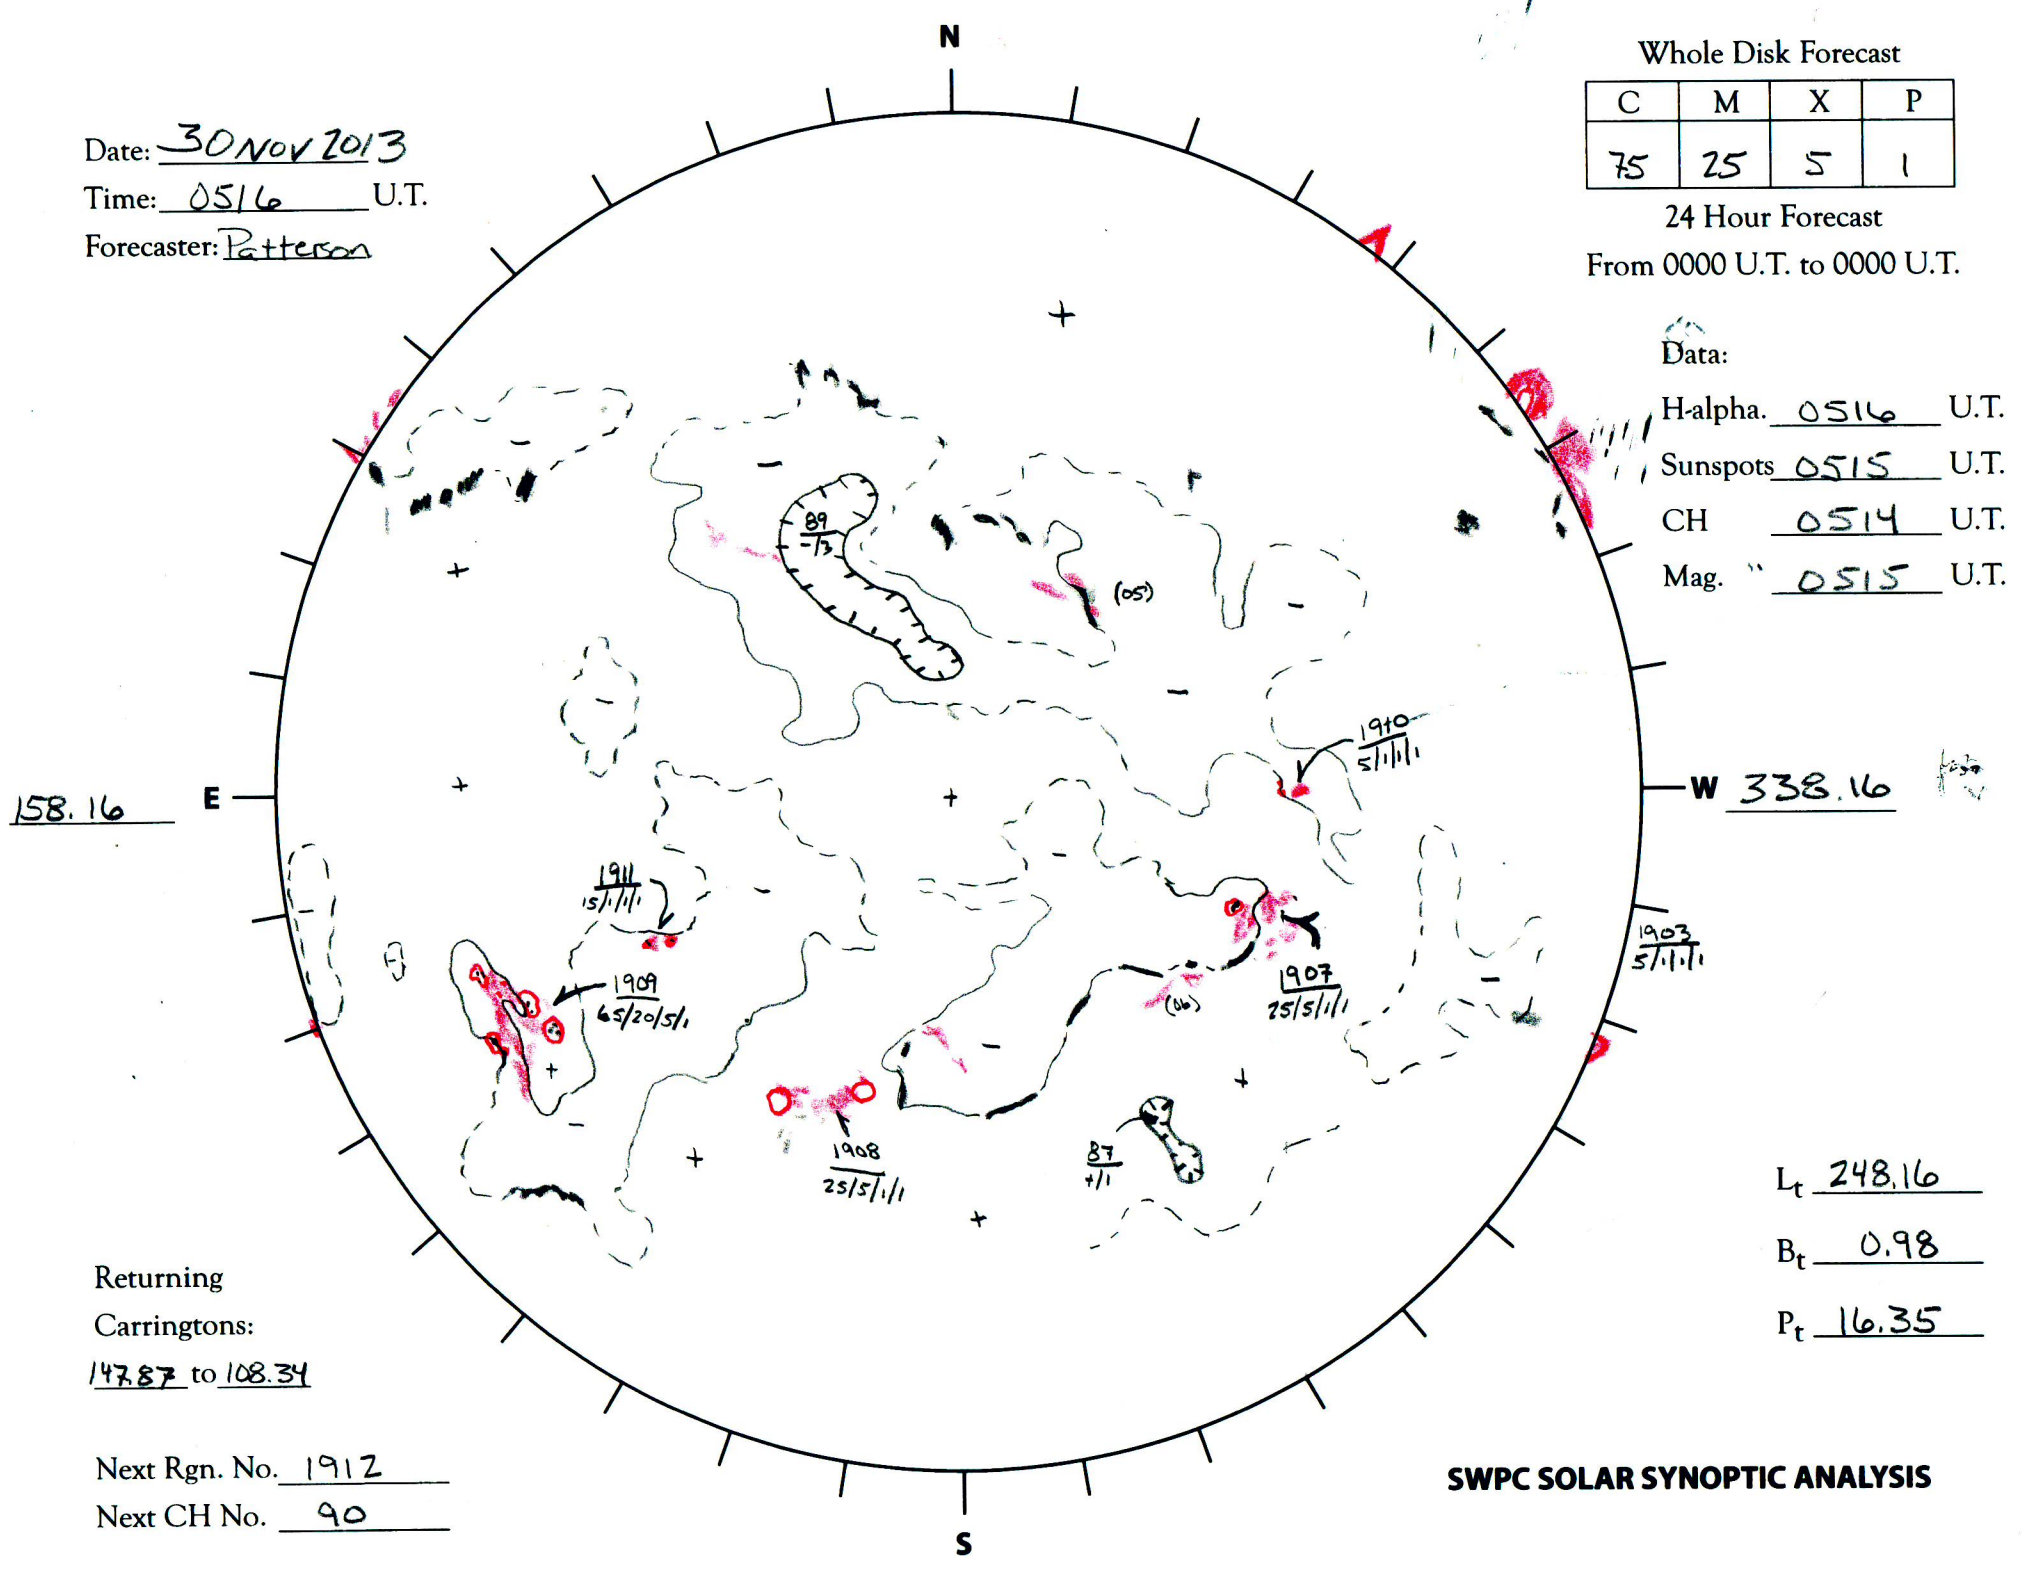 N
Date: 30 NOV 2013
Time: 0516 U.T.
Forecaster: Patterson
Whole Disk Forecast
C M X P
75 25 5 1
24 Hour Forecast
From 0000 U.T. to 0000 U.T.
Data:
H-alpha. 0516 U.T.
Sunspots 0515 U.T.
CH 0514 U.T.
Mag. " 0515 U.T.
89
-/3
(05)
1910
5/1/1/1
158.16 E
W 338.16
1911
15/1/1/1
1903
5/1/1/1
1909
65/20/5/1
1907
25/5/1/1
(06)
1908
25/5/1/1
87
+/1
Lt 248.16
Bt 0.98
Pt 16.35
Returning
Carringtons:
147.87 to 108.34
Next Rgn. No. 1912
Next CH No. 90
SWPC SOLAR SYNOPTIC ANALYSIS
S